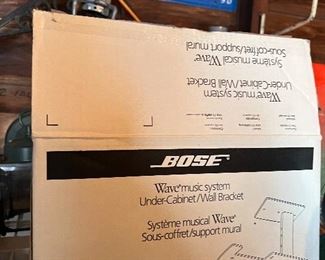 Système musical Wave®
Sous-coffret/support mural
Wave® music system
Under-Cabinet/Wall Bracket
BOSE
Wave® music system
Under-Cabinet/Wall Bracket
Système musical Wave®
Sous-coffret/support mural